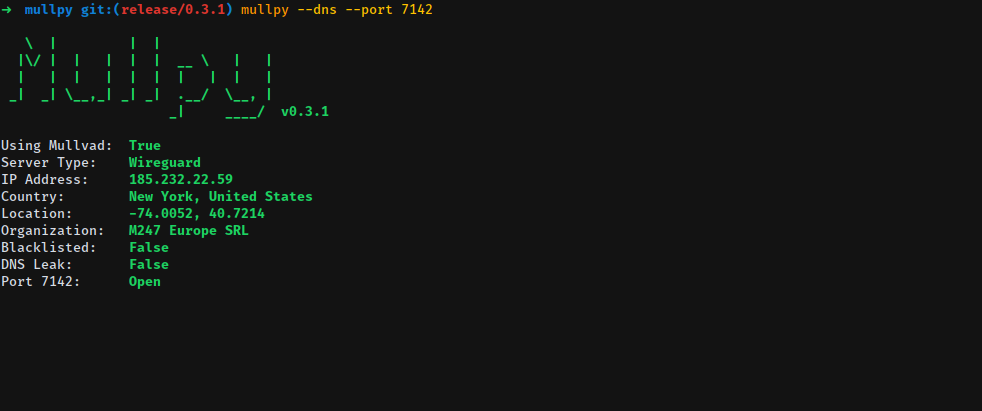 ➜ mullpy git:(release/0.3.1) mullpy --dns --port 7142
Mullpy
v0.3.1
Using Mullvad: True
Server Type: Wireguard
IP Address: 185.232.22.59
Country: New York, United States
Location: -74.0052, 40.7214
Organization: M247 Europe SRL
Blacklisted: False
DNS Leak: False
Port 7142: Open